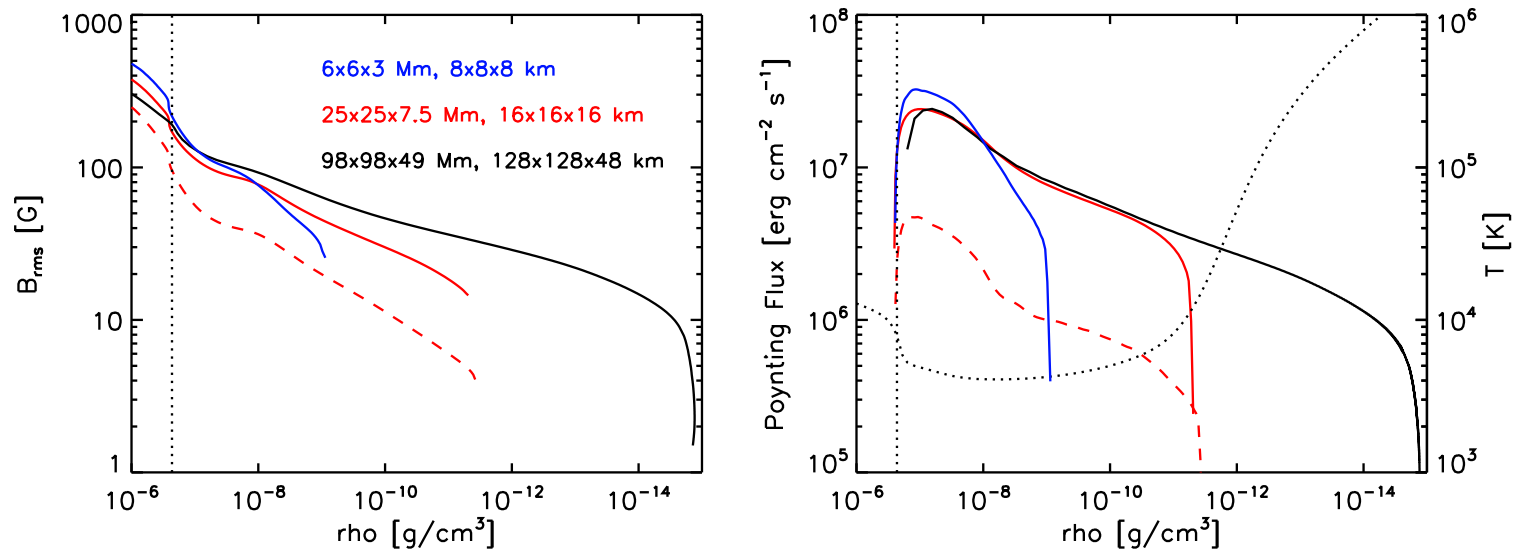 1000
100
10
1
B_rms [G]
6x6x3 Mm, 8x8x8 km
25x25x7.5 Mm, 16x16x16 km
98x98x49 Mm, 128x128x48 km
10^-6 10^-8 10^-10 10^-12 10^-14
rho [g/cm^3]
10^8
10^7
10^6
10^5
Poynting Flux [erg cm^-2 s^-1]
10^6
10^5
10^4
10^3
T [K]
10^-6 10^-8 10^-10 10^-12 10^-14
rho [g/cm^3]